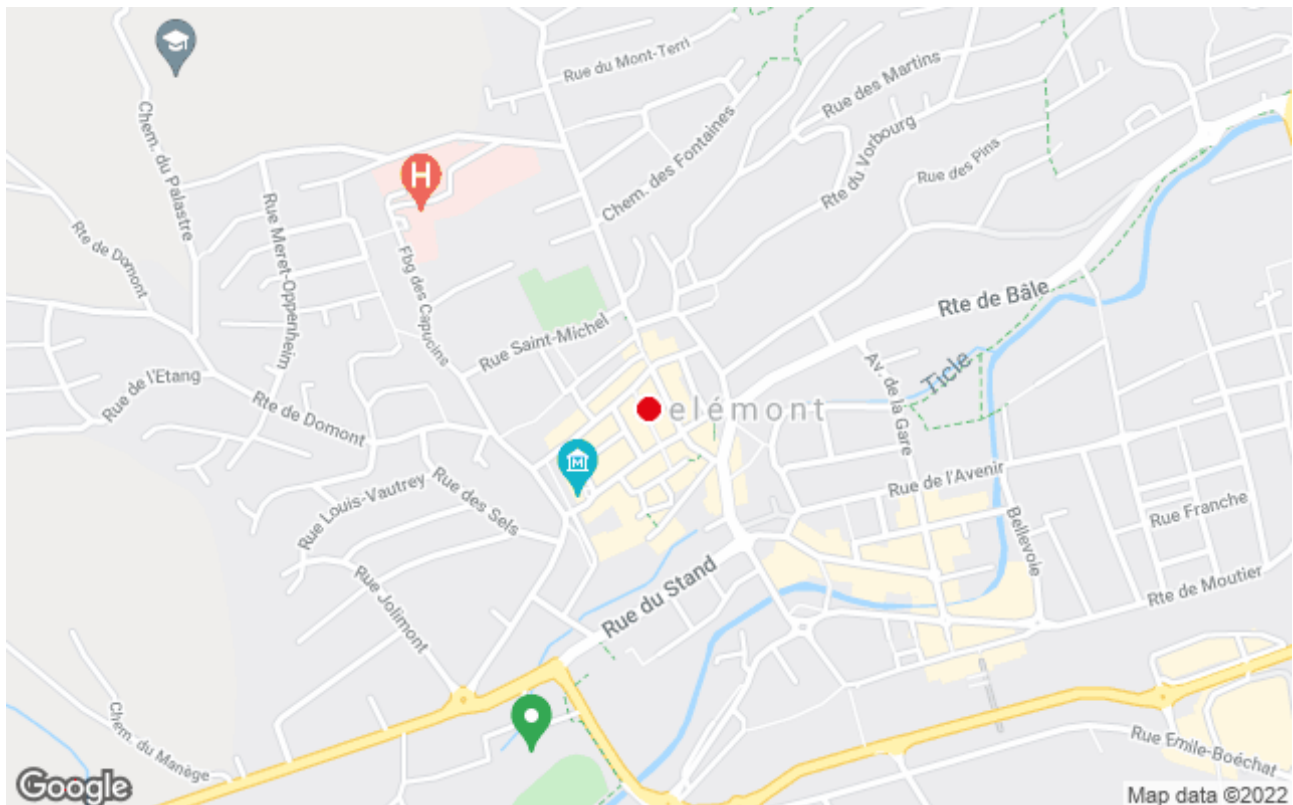 Rue du Mont-Terri
Rue des Martins
Chem. du Palastre
Chem. des Fontaines
Rte du Vorbourg
Rue des Pins
H
Rue Meret-Oppenheim
Rte de Domont
Fbg des Capucins
Rte de Bâle
Rue Saint-Michel
Ticle
Av. de la Gare
Rue de l'Etang
Rte de Domont
elémont
M
Rue de l'Avenir
Rue Louis-Vautrey
Rue des Sels
Rue Franche
Bellevoie
Rue du Stand
Rte de Moutier
Rue Jolimont
Chem. du Manège
Rue Emile-Boéchat
Google
Map data ©2022